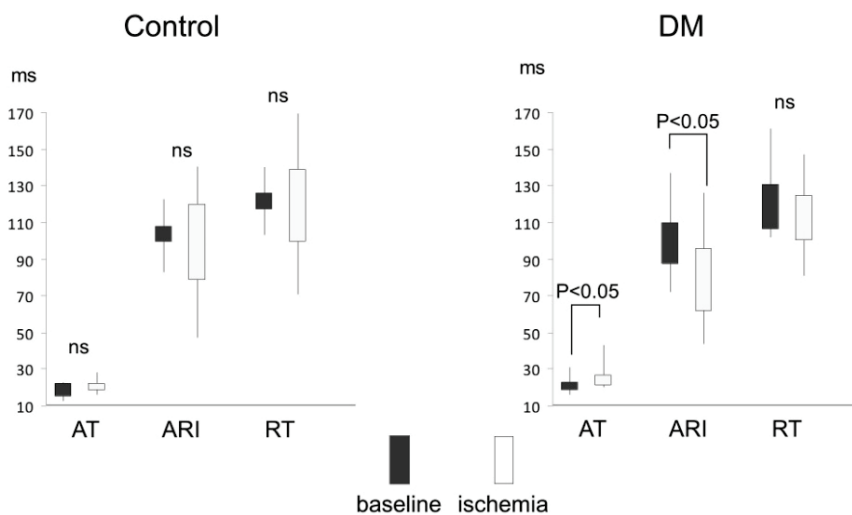 Control
ms
170
150
130
110
90
70
50
30
10
ns
ns
ns
AT ARI RT
DM
ms
170
150
130
110
90
70
50
30
10
P<0.05
P<0.05
ns
AT ARI RT
baseline ischemia